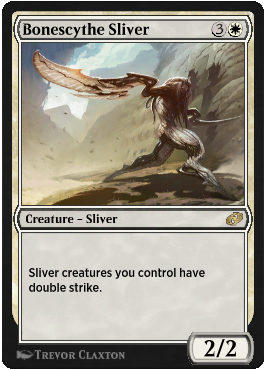 Bonescythe Sliver 3
Creature – Sliver
Sliver creatures you control have
double strike.
Trevor Claxton
2/2